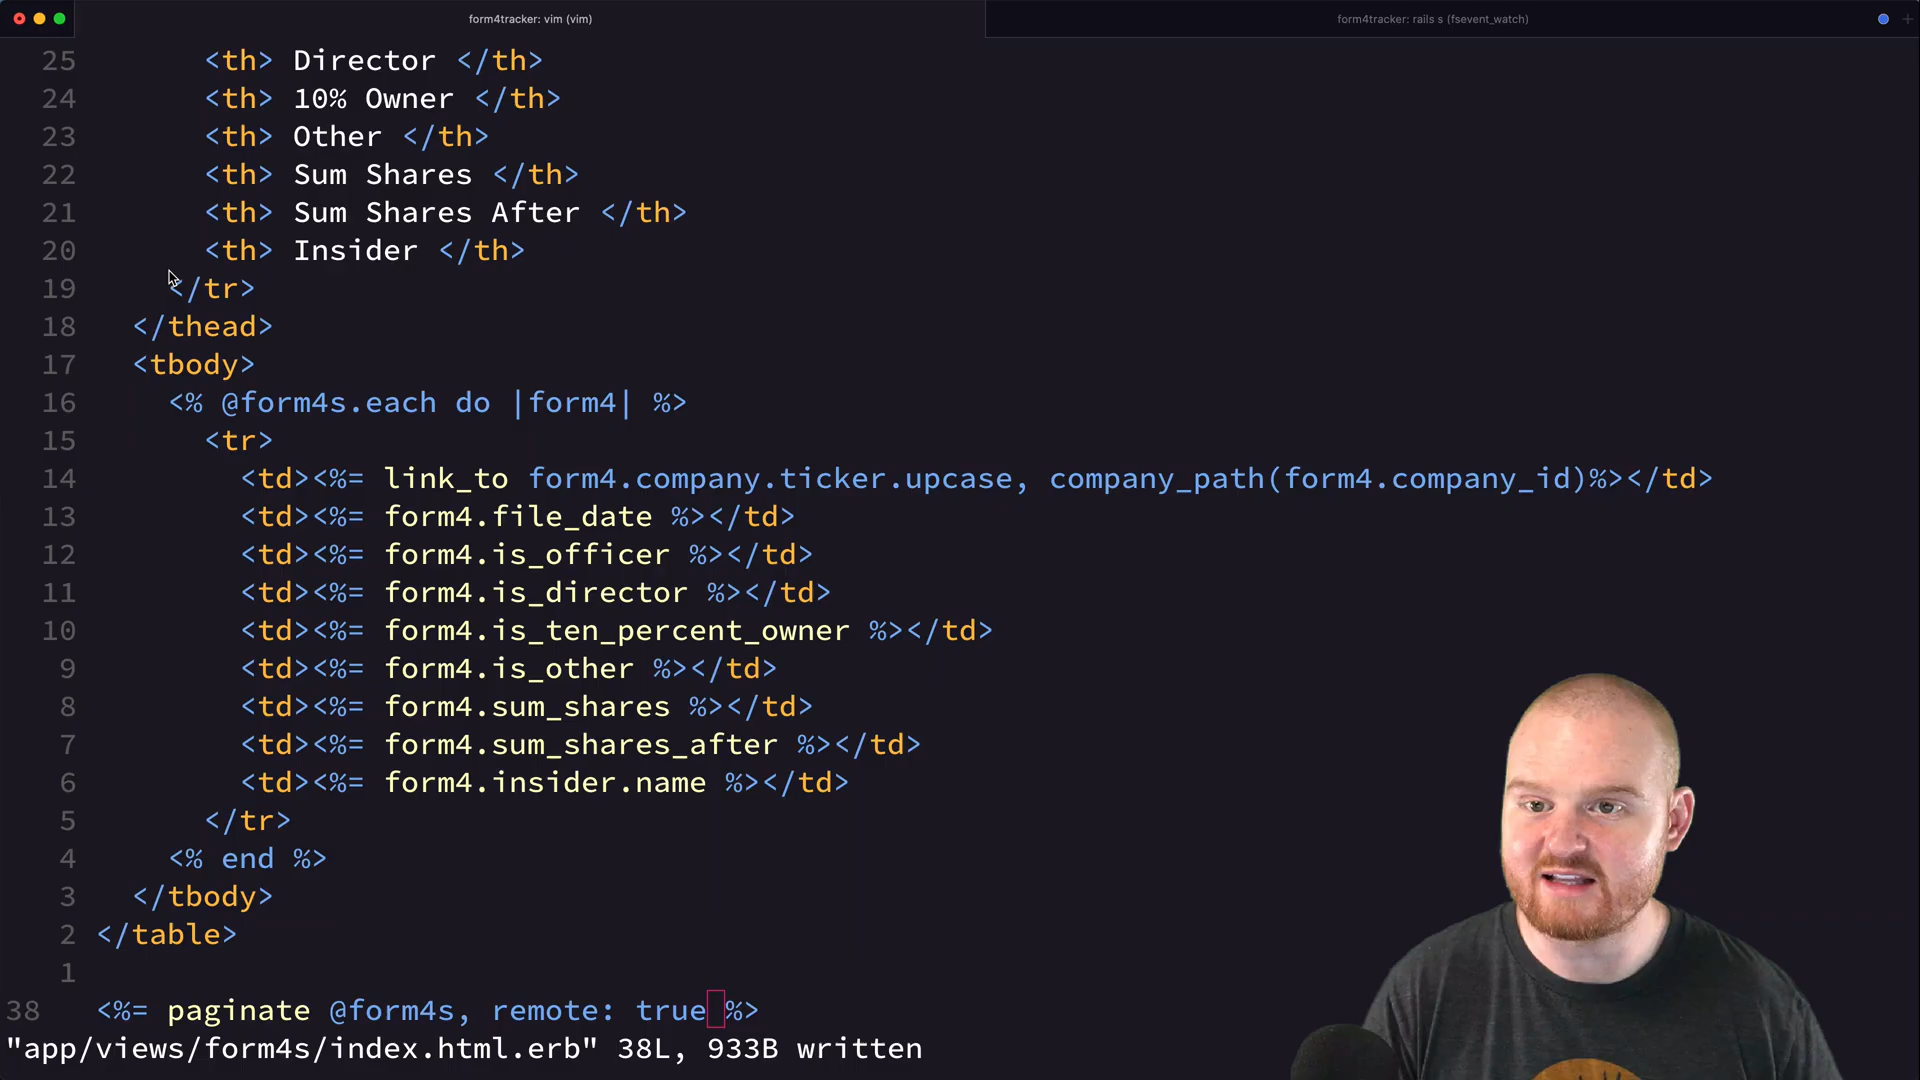 form4tracker: vim (vim)
form4tracker: rails s (fsevent_watch)
25 <th> Director </th>
24 <th> 10% Owner </th>
23 <th> Other </th>
22 <th> Sum Shares </th>
21 <th> Sum Shares After </th>
20 <th> Insider </th>
19 </tr>
18 </thead>
17 <tbody>
16 <% @form4s.each do |form4| %>
15 <tr>
14 <td><%= link_to form4.company.ticker.upcase, company_path(form4.company_id)%></td>
13 <td><%= form4.file_date %></td>
12 <td><%= form4.is_officer %></td>
11 <td><%= form4.is_director %></td>
10 <td><%= form4.is_ten_percent_owner %></td>
9 <td><%= form4.is_other %></td>
8 <td><%= form4.sum_shares %></td>
7 <td><%= form4.sum_shares_after %></td>
6 <td><%= form4.insider.name %></td>
5 </tr>
4 <% end %>
3 </tbody>
2 </table>
1
38 <%= paginate @form4s, remote: true %>
"app/views/form4s/index.html.erb" 38L, 933B written